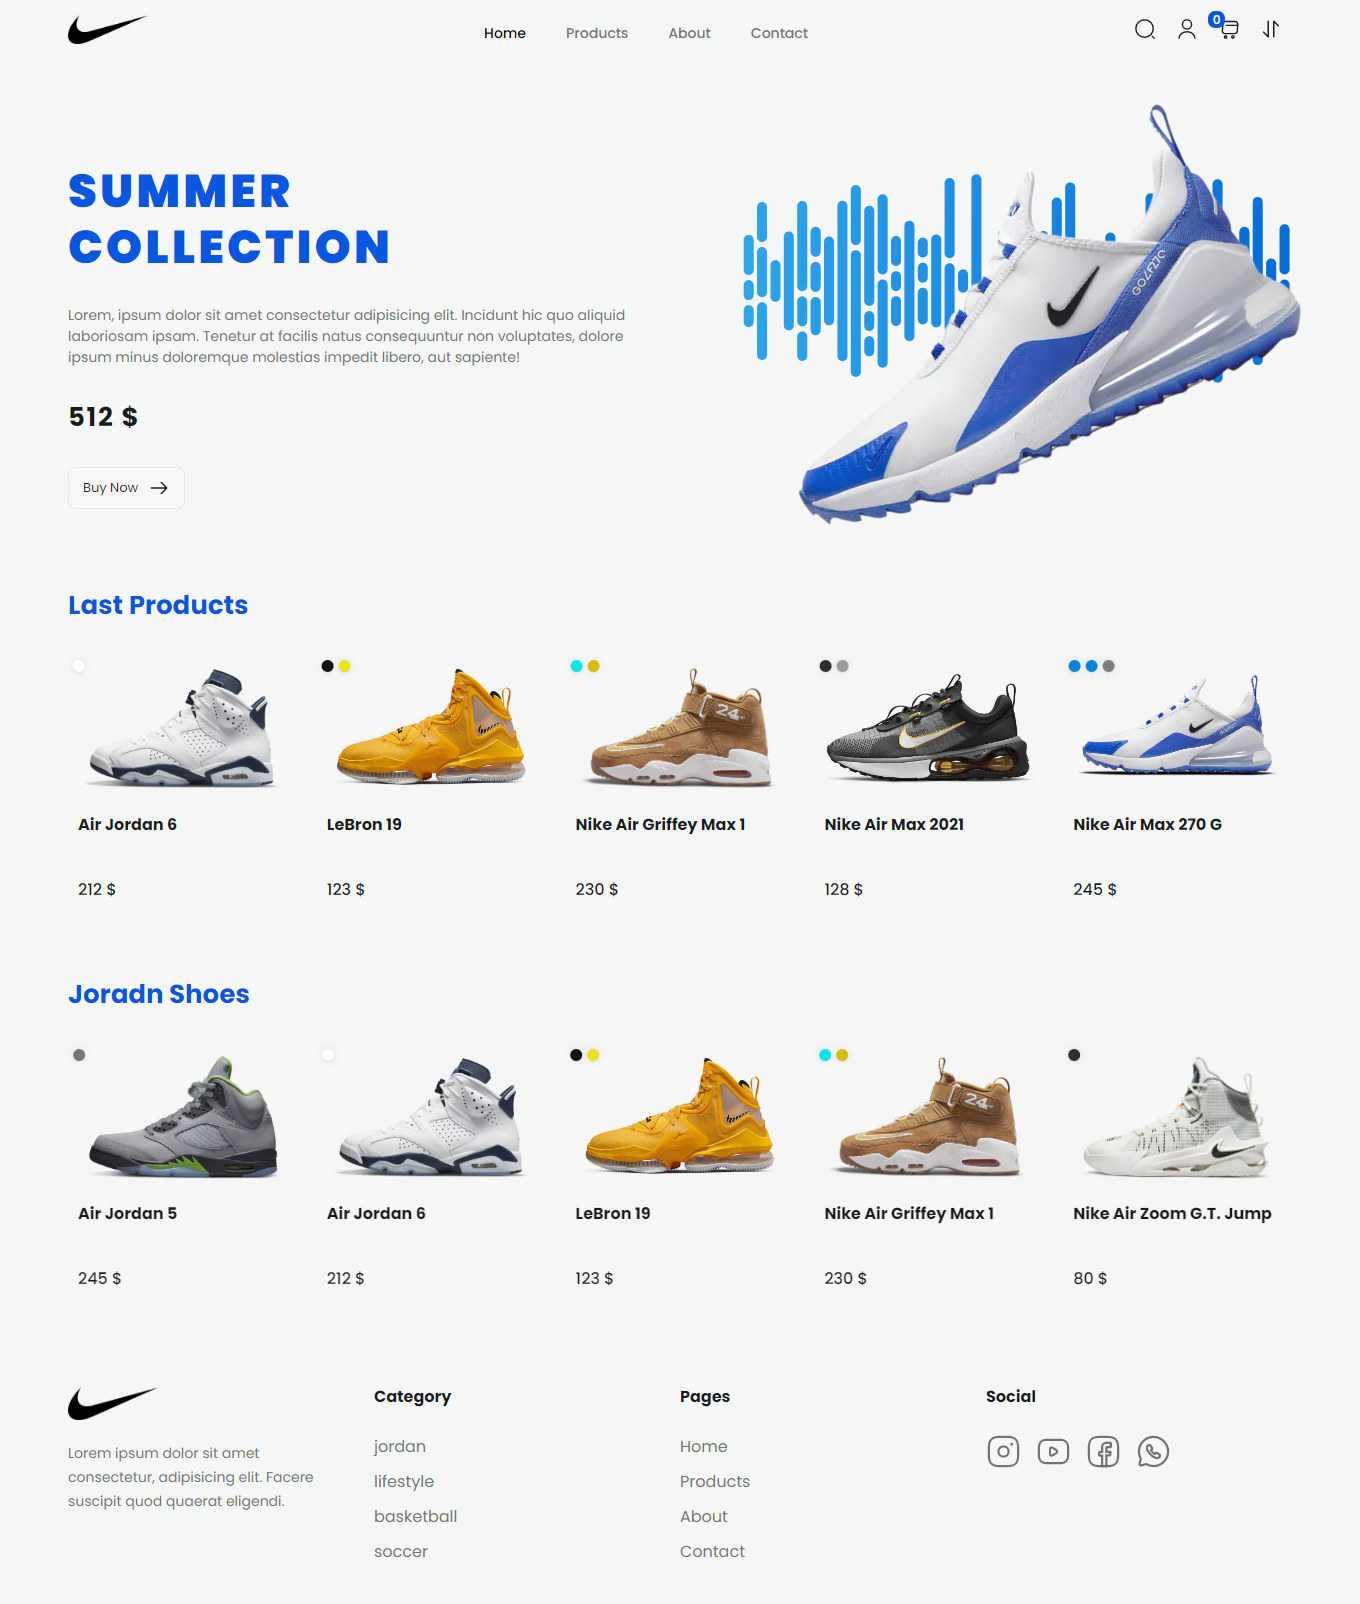 Home Products About Contact
0
SUMMER
COLLECTION
Lorem, ipsum dolor sit amet consectetur adipisicing elit. Incidunt hic quo aliquid
laboriosam ipsam. Tenetur at facilis natus consequuntur non voluptates, dolore
ipsum minus doloremque molestias impedit libero, aut sapiente!
512 $
Buy Now
Last Products
24
Air Jordan 6
LeBron 19
Nike Air Griffey Max 1
Nike Air Max 2021
Nike Air Max 270 G
212 $
123 $
230 $
128 $
245 $
Joradn Shoes
24
Air Jordan 5
Air Jordan 6
LeBron 19
Nike Air Griffey Max 1
Nike Air Zoom G.T. Jump
245 $
212 $
123 $
230 $
80 $
Lorem ipsum dolor sit amet
consectetur, adipisicing elit. Facere
suscipit quod quaerat eligendi.
Category
jordan
lifestyle
basketball
soccer
Pages
Home
Products
About
Contact
Social